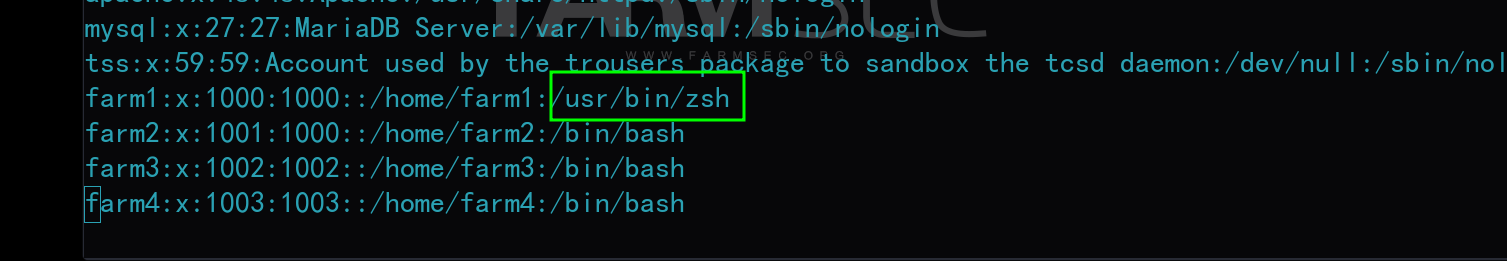 mysql:x:27:27:MariaDB Server:/var/lib/mysql:/sbin/nologin
WWW.FARMSEC.ORG
tss:x:59:59:Account used by the trousers package to sandbox the tcsd daemon:/dev/null:/sbin/nol
farm1:x:1000:1000::/home/farm1:/usr/bin/zsh
farm2:x:1001:1000::/home/farm2:/bin/bash
farm3:x:1002:1002::/home/farm3:/bin/bash
farm4:x:1003:1003::/home/farm4:/bin/bash